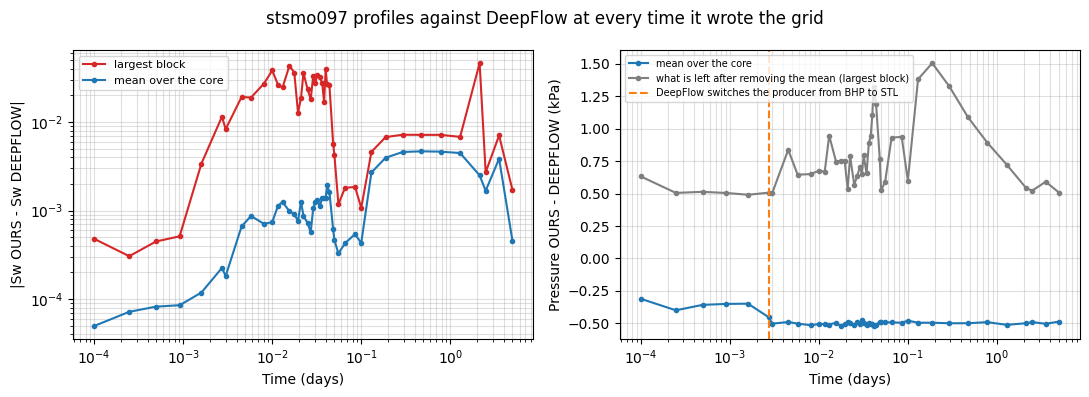 stsmo097 profiles against DeepFlow at every time it wrote the grid
|Sw OURS - Sw DEEPFLOW|
10⁻²
10⁻³
10⁻⁴
largest block
mean over the core
10⁻⁴ 10⁻³ 10⁻² 10⁻¹ 10⁰
Time (days)
Pressure OURS - DEEPFLOW (kPa)
1.50
1.25
1.00
0.75
0.50
0.25
0.00
−0.25
−0.50
mean over the core
what is left after removing the mean (largest block)
DeepFlow switches the producer from BHP to STL
10⁻⁴ 10⁻³ 10⁻² 10⁻¹ 10⁰
Time (days)